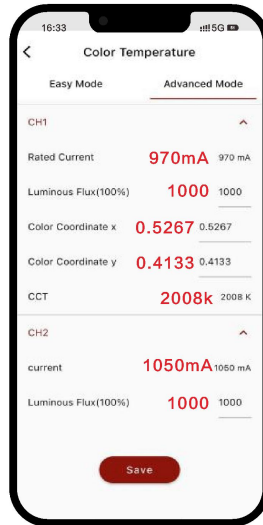 16:33 5G
Color Temperature
Easy Mode Advanced Mode
CH1
Rated Current 970mA 970 mA
Luminous Flux(100%) 1000 1000
Color Coordinate x 0.5267 0.5267
Color Coordinate y 0.4133 0.4133
CCT 2008k 2008 K
CH2
current 1050mA 1050 mA
Luminous Flux(100%) 1000 1000
Save